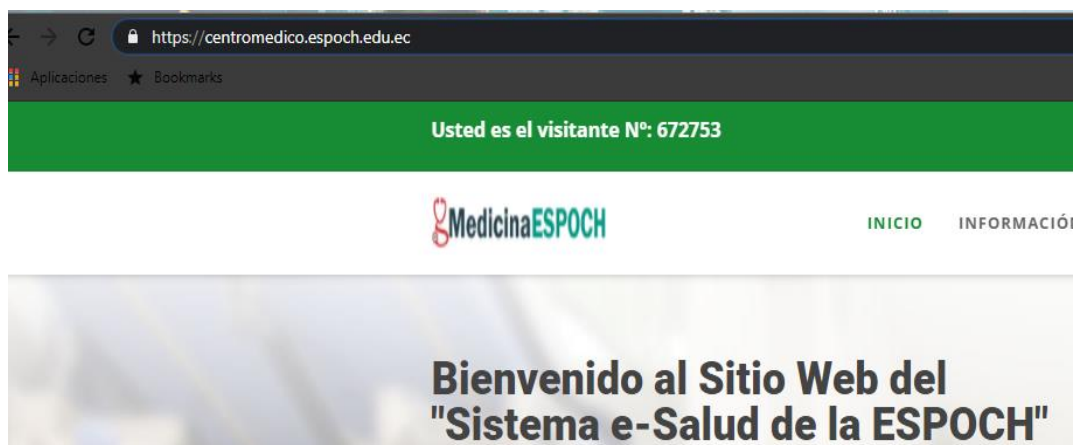 https://centromedico.espoch.edu.ec
Aplicaciones Bookmarks
Usted es el visitante Nº: 672753
MedicinaESPOCH
INICIO INFORMACIÓN
Bienvenido al Sitio Web del
"Sistema e-Salud de la ESPOCH"